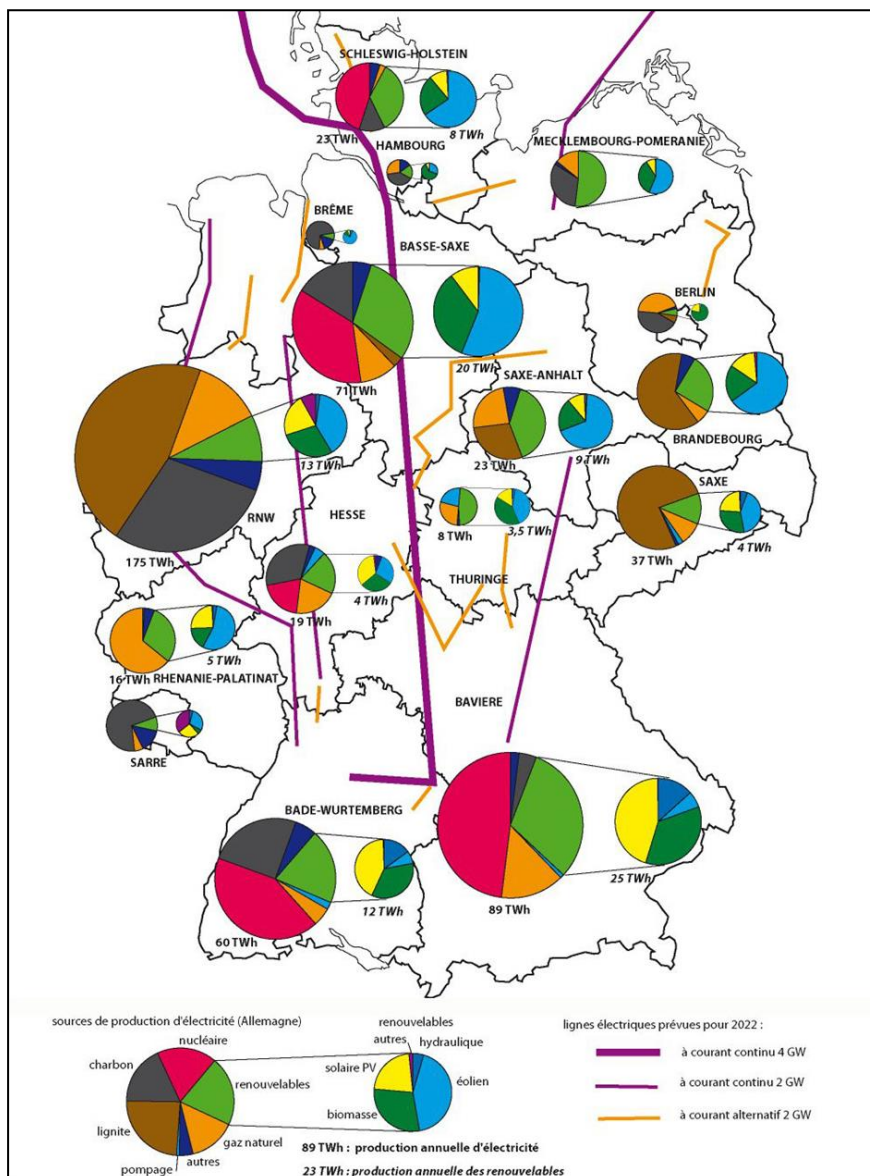 SCHLESWIG-HOLSTEIN
23 TWh
8 TWh
HAMBOURG
MECKLEMBOURG-POMERANIE
BRÊME
BASSE-SAXE
BERLIN
71 TWh
20 TWh
SAXE-ANHALT
BRANDEBOURG
13 TWh
23 TWh
9 TWh
SAXE
RNW
HESSE
175 TWh
8 TWh
3,5 TWh
37 TWh
4 TWh
THURINGE
4 TWh
19 TWh
5 TWh
16 TWh
RHENANIE-PALATINAT
BAVIERE
SARRE
BADE-WURTEMBERG
12 TWh
25 TWh
89 TWh
60 TWh
sources de production d'électricité (Allemagne)
nucléaire
charbon
renouvelables
lignite
gaz naturel
autres
pompage
renouvelables
autres
hydraulique
solaire PV
éolien
biomasse
89 TWh : production annuelle d'électricité
23 TWh : production annuelle des renouvelables
lignes électriques prévues pour 2022 :
à courant continu 4 GW
à courant continu 2 GW
à courant alternatif 2 GW